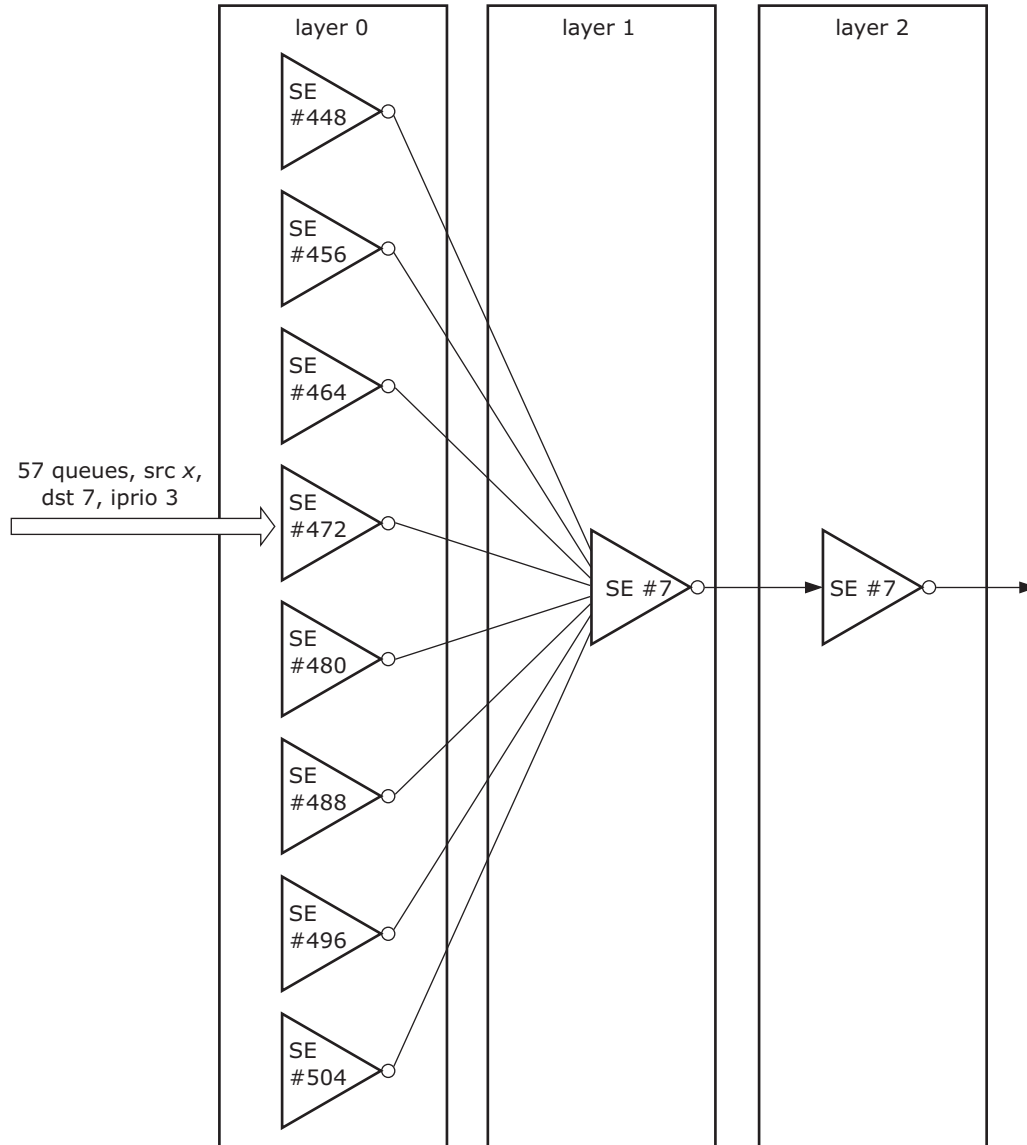 layer 0
layer 1
layer 2
SE
#448
SE
#456
SE
#464
57 queues, src x,
dst 7, iprio 3
SE
#472
SE #7
SE #7
SE
#480
SE
#488
SE
#496
SE
#504